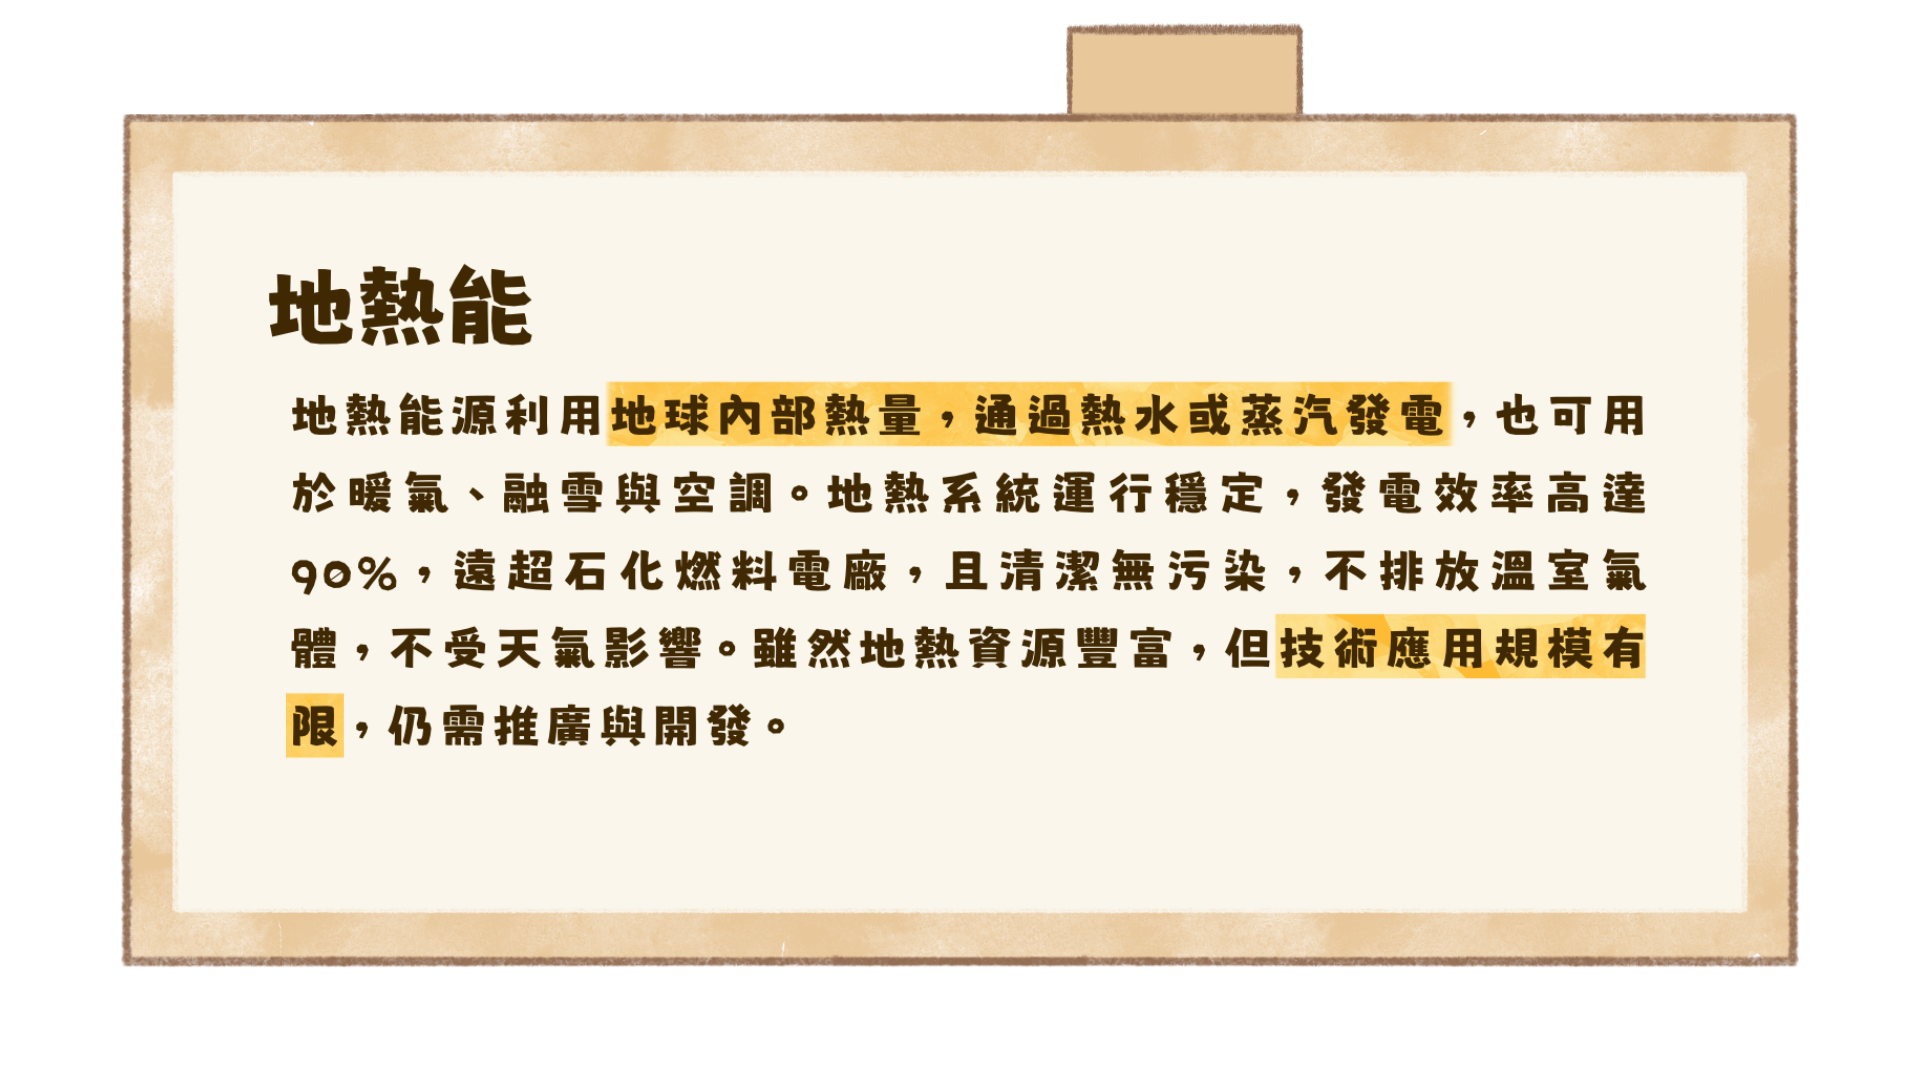 地熱能
地熱能源利用地球內部熱量，通過熱水或蒸汽發電，也可用
於暖氣、融雪與空調。地熱系統運行穩定，發電效率高達
90%，遠超石化燃料電廠，且清潔無污染，不排放溫室氣
體，不受天氣影響。雖然地熱資源豐富，但技術應用規模有
限，仍需推廣與開發。